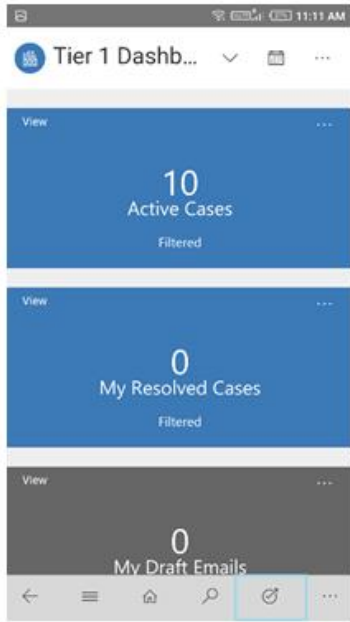 11:11 AM
Tier 1 Dashb...
View
10
Active Cases
Filtered
View
0
My Resolved Cases
Filtered
View
0
My Draft Emails